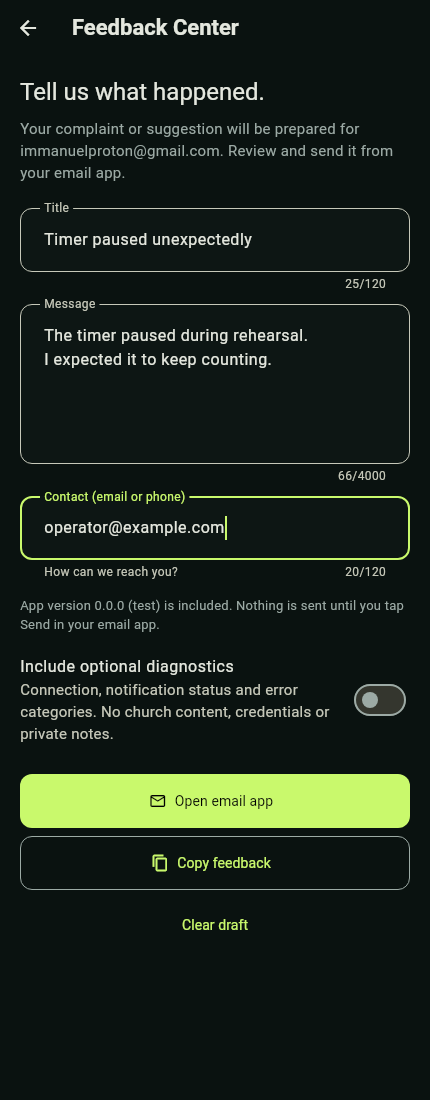 Feedback Center
Tell us what happened.
Your complaint or suggestion will be prepared for
immanuelproton@gmail.com. Review and send it from
your email app.
Title
Timer paused unexpectedly
25/120
Message
The timer paused during rehearsal.
I expected it to keep counting.
66/4000
Contact (email or phone)
operator@example.com
How can we reach you? 20/120
App version 0.0.0 (test) is included. Nothing is sent until you tap
Send in your email app.
Include optional diagnostics
Connection, notification status and error
categories. No church content, credentials or
private notes.
Open email app
Copy feedback
Clear draft